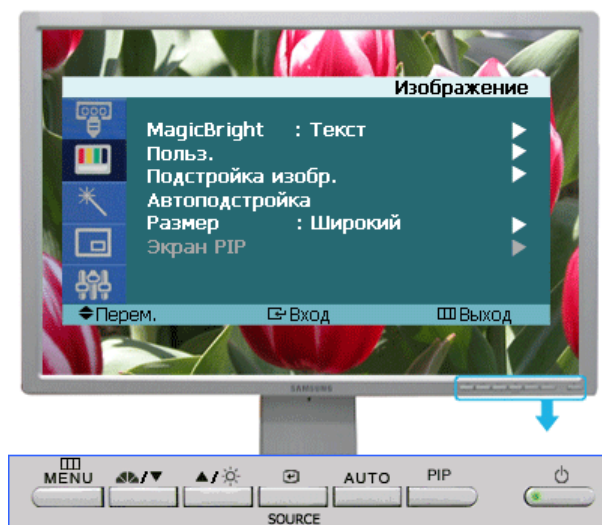 Изображение
MagicBright : Текст
Польз.
Подстройка изобр.
Автоподстройка
Размер : Широкий
Экран PIP
Перем. Вход Выход
SAMSUNG
MENU AUTO PIP
SOURCE